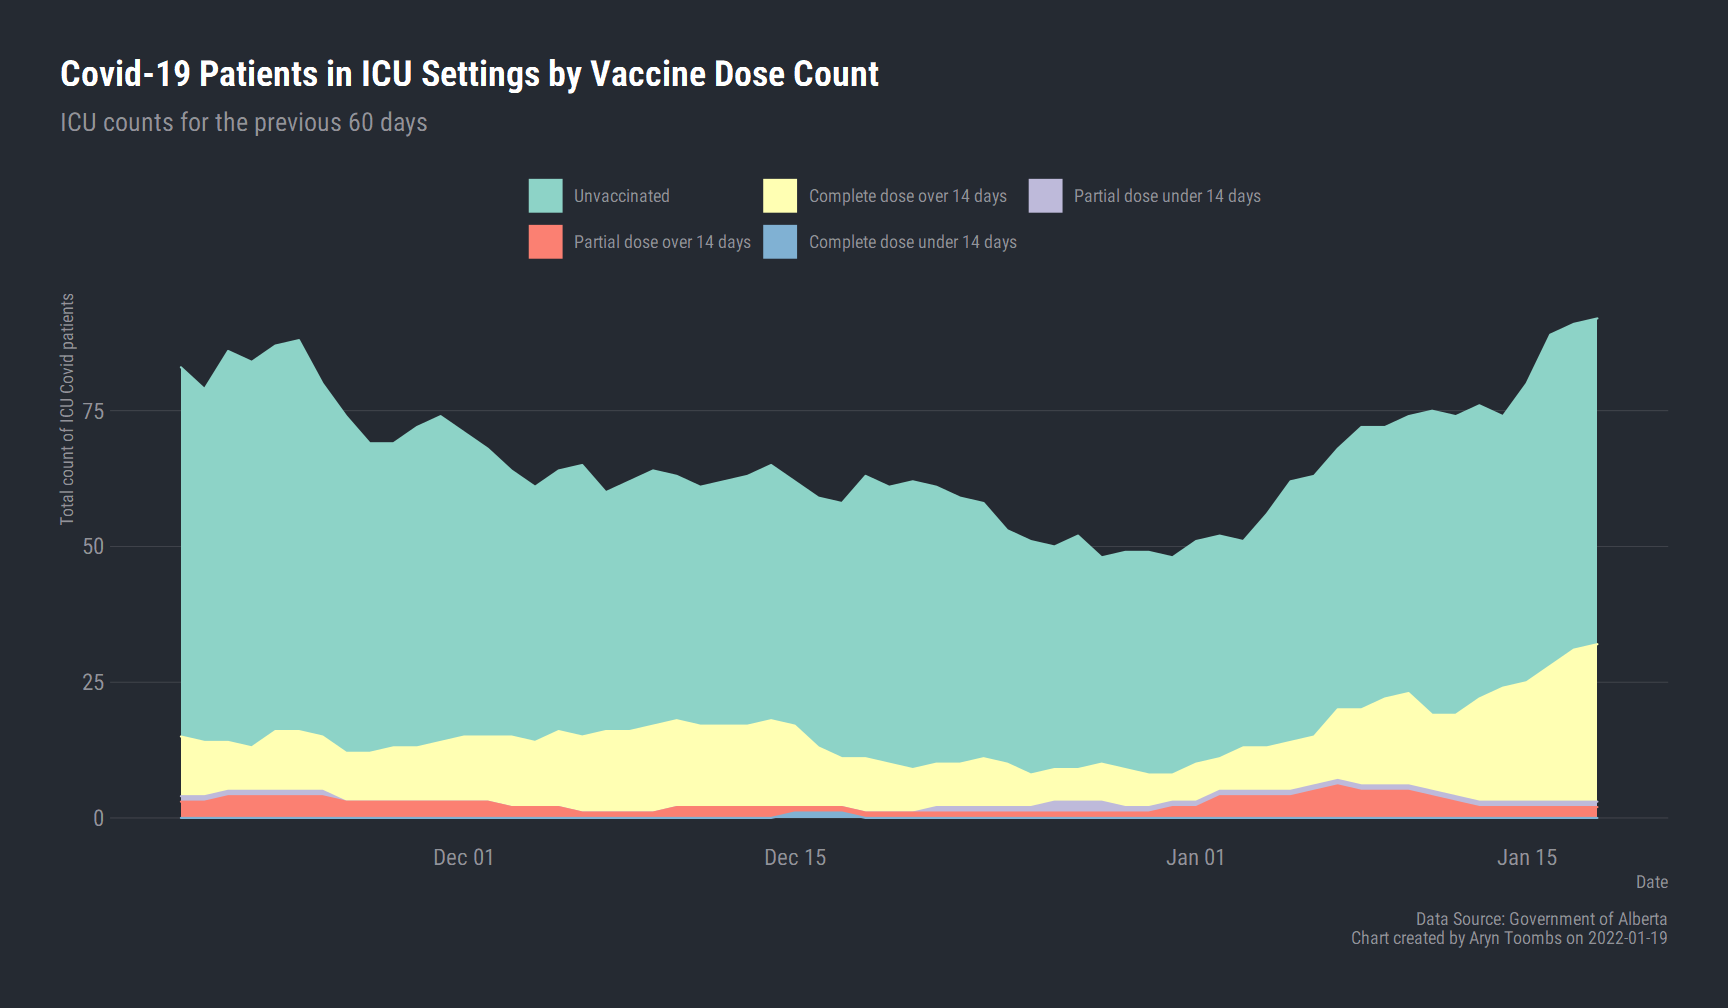 Covid-19 Patients in ICU Settings by Vaccine Dose Count
ICU counts for the previous 60 days
Unvaccinated
Complete dose over 14 days
Partial dose under 14 days
Partial dose over 14 days
Complete dose under 14 days
Total count of ICU Covid patients
75
50
25
0
Dec 01
Dec 15
Jan 01
Jan 15
Date
Data Source: Government of Alberta
Chart created by Aryn Toombs on 2022-01-19